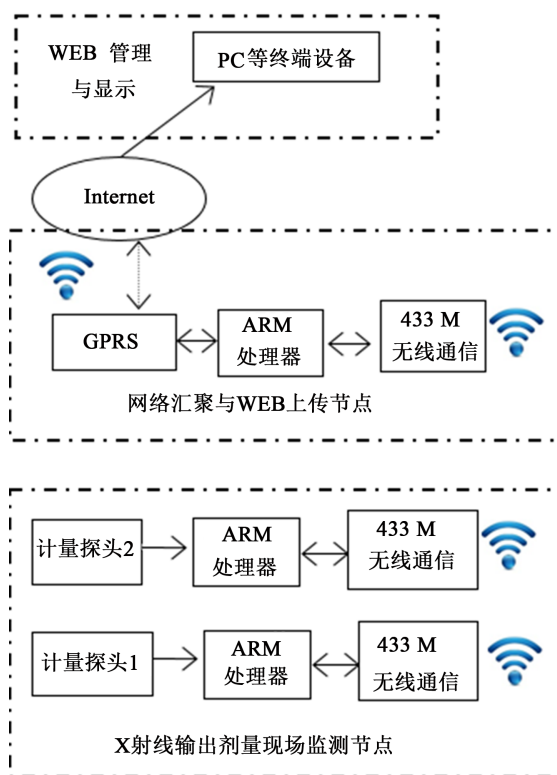 WEB 管理
与显示
PC等终端设备
Internet
GPRS
ARM
处理器
433 M
无线通信
网络汇聚与WEB上传节点
计量探头2
ARM
处理器
433 M
无线通信
计量探头1
ARM
处理器
433 M
无线通信
X射线输出剂量现场监测节点